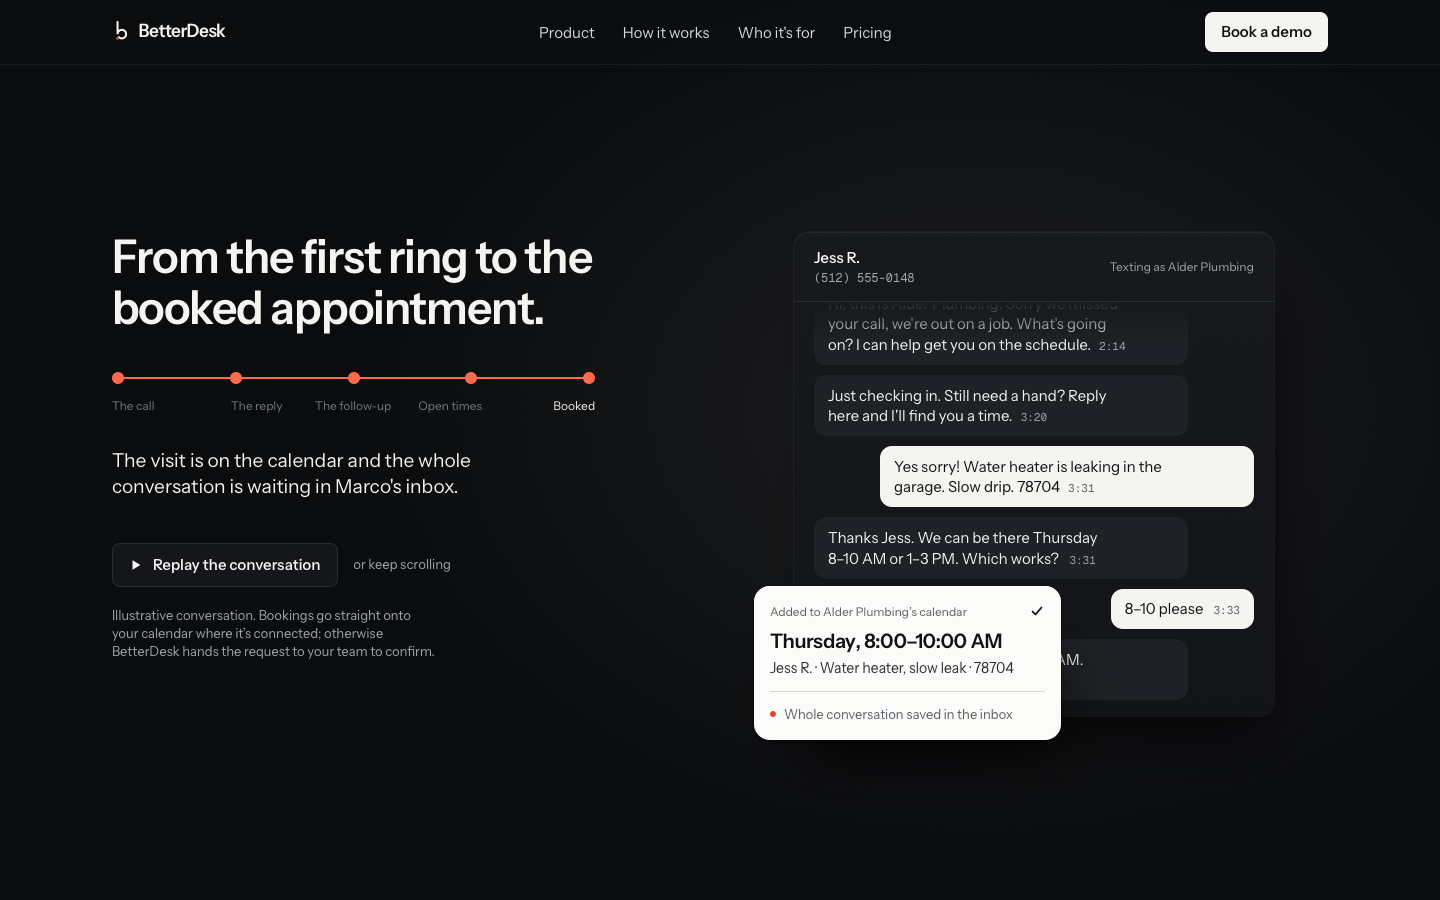 BetterDesk
Product
How it works
Who it's for
Pricing
Book a demo
From the first ring to the
booked appointment.
The call
The reply
The follow-up
Open times
Booked
The visit is on the calendar and the whole
conversation is waiting in Marco's inbox.
Replay the conversation
or keep scrolling
Illustrative conversation. Bookings go straight onto
your calendar where it's connected; otherwise
BetterDesk hands the request to your team to confirm.
Jess R.
(512) 555-0148
Texting as Alder Plumbing
Hi, this is Alder Plumbing. Sorry we missed
your call, we're out on a job. What's going
on? I can help get you on the schedule. 2:14
Just checking in. Still need a hand? Reply
here and I'll find you a time. 3:20
Yes sorry! Water heater is leaking in the
garage. Slow drip. 78704 3:31
Thanks Jess. We can be there Thursday
8–10 AM or 1–3 PM. Which works? 3:31
8–10 please 3:33
AM.
Added to Alder Plumbing's calendar
Thursday, 8:00–10:00 AM
Jess R. · Water heater, slow leak · 78704
Whole conversation saved in the inbox